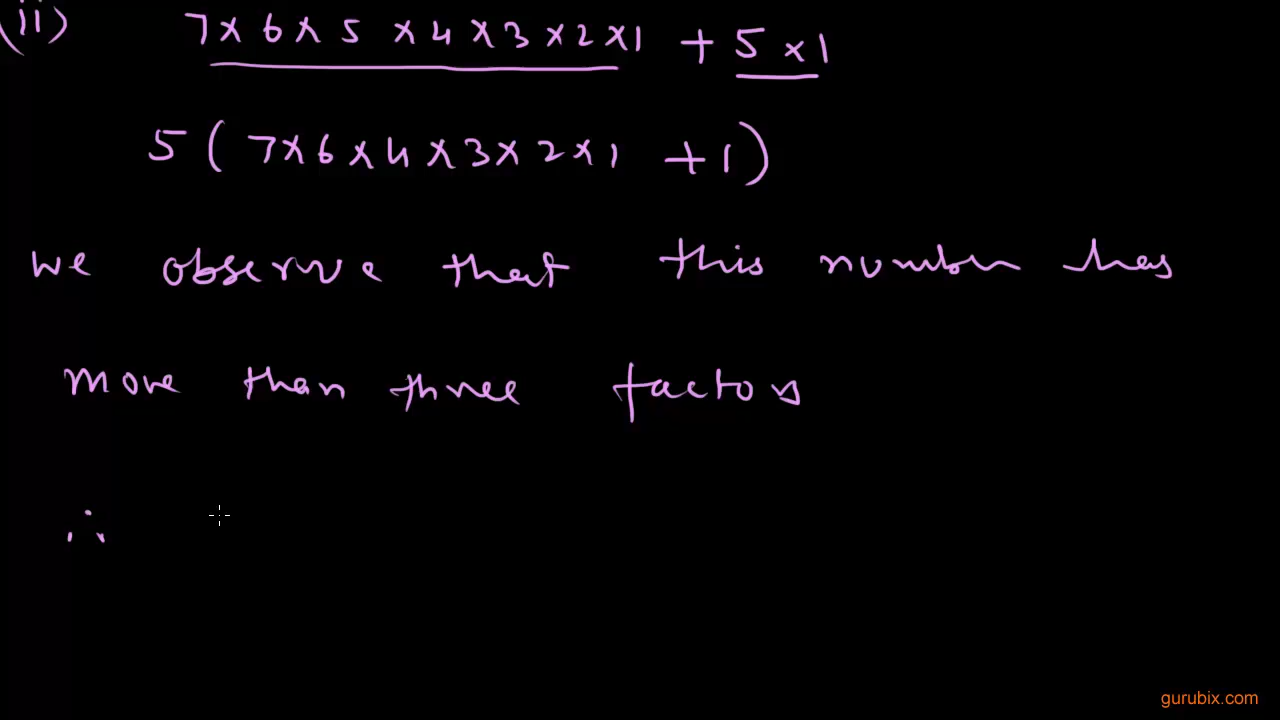 (ii) 7 × 6 × 5 × 4 × 3 × 2 × 1 + 5 × 1
5 ( 7 × 6 × 4 × 3 × 2 × 1 + 1 )
We observe that this number has
more than three factors
∴
gurubix.com